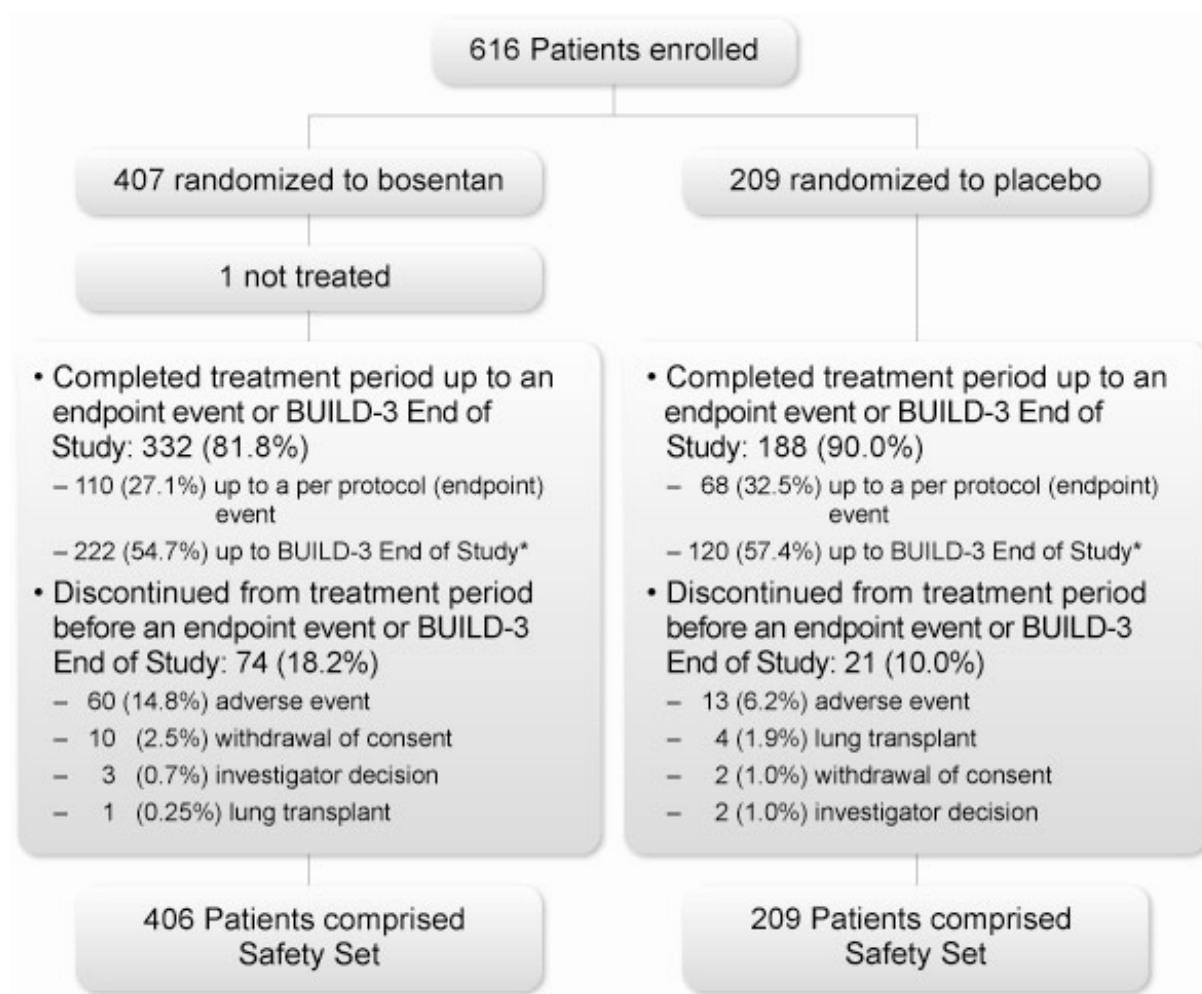 616 Patients enrolled
407 randomized to bosentan
209 randomized to placebo
1 not treated
• Completed treatment period up to an
endpoint event or BUILD-3 End of
Study: 332 (81.8%)
– 110 (27.1%) up to a per protocol (endpoint)
event
– 222 (54.7%) up to BUILD-3 End of Study*
• Discontinued from treatment period
before an endpoint event or BUILD-3
End of Study: 74 (18.2%)
– 60 (14.8%) adverse event
– 10 (2.5%) withdrawal of consent
– 3 (0.7%) investigator decision
– 1 (0.25%) lung transplant
• Completed treatment period up to an
endpoint event or BUILD-3 End of
Study: 188 (90.0%)
– 68 (32.5%) up to a per protocol (endpoint)
event
– 120 (57.4%) up to BUILD-3 End of Study*
• Discontinued from treatment period
before an endpoint event or BUILD-3
End of Study: 21 (10.0%)
– 13 (6.2%) adverse event
– 4 (1.9%) lung transplant
– 2 (1.0%) withdrawal of consent
– 2 (1.0%) investigator decision
406 Patients comprised
Safety Set
209 Patients comprised
Safety Set